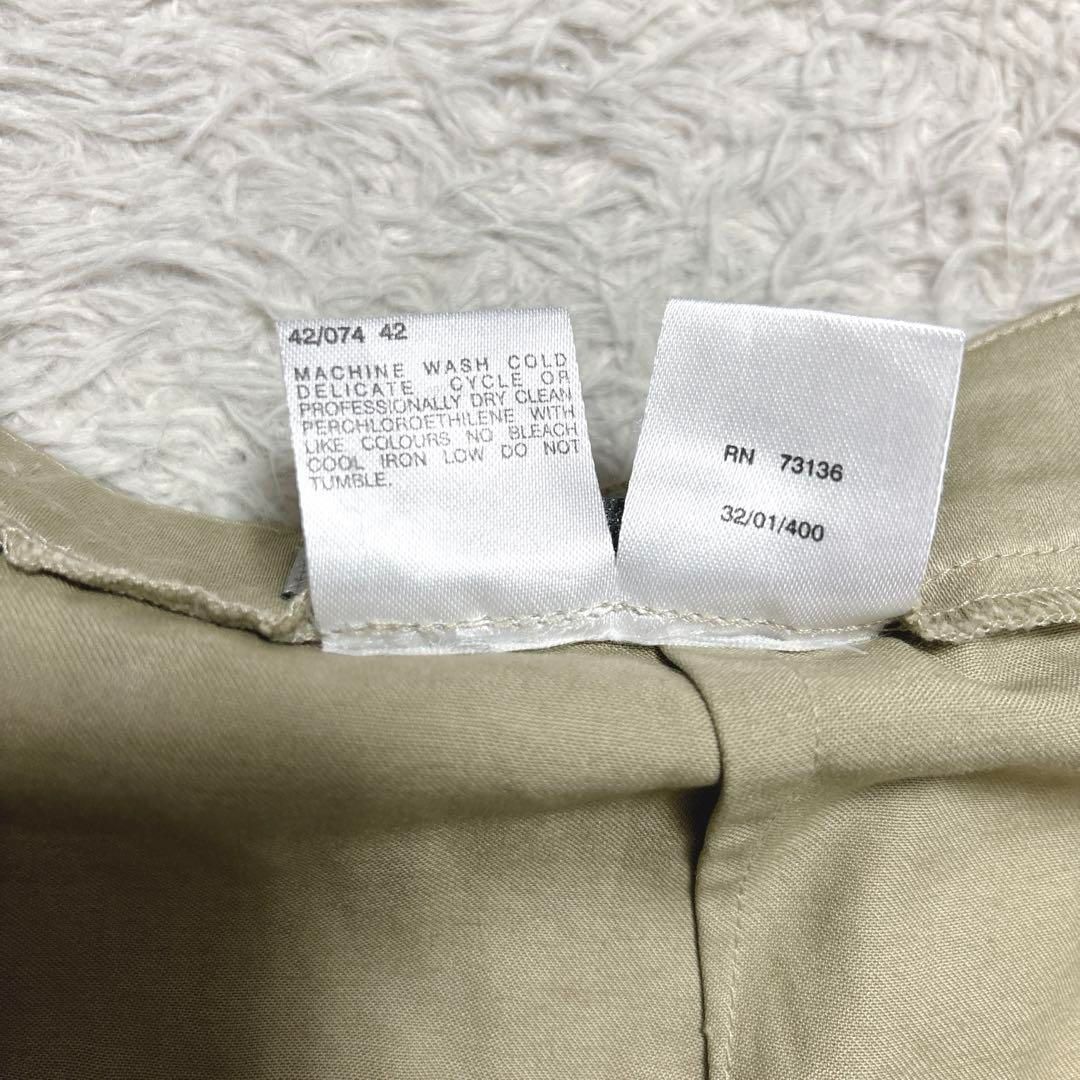 42/074 42
MACHINE WASH COLD
DELICATE CYCLE OR
PROFESSIONALLY DRY CLEAN
PERCHLOROETHILENE WITH
LIKE COLOURS NO BLEACH
COOL IRON LOW DO NOT
TUMBLE.
RN 73136
32/01/400